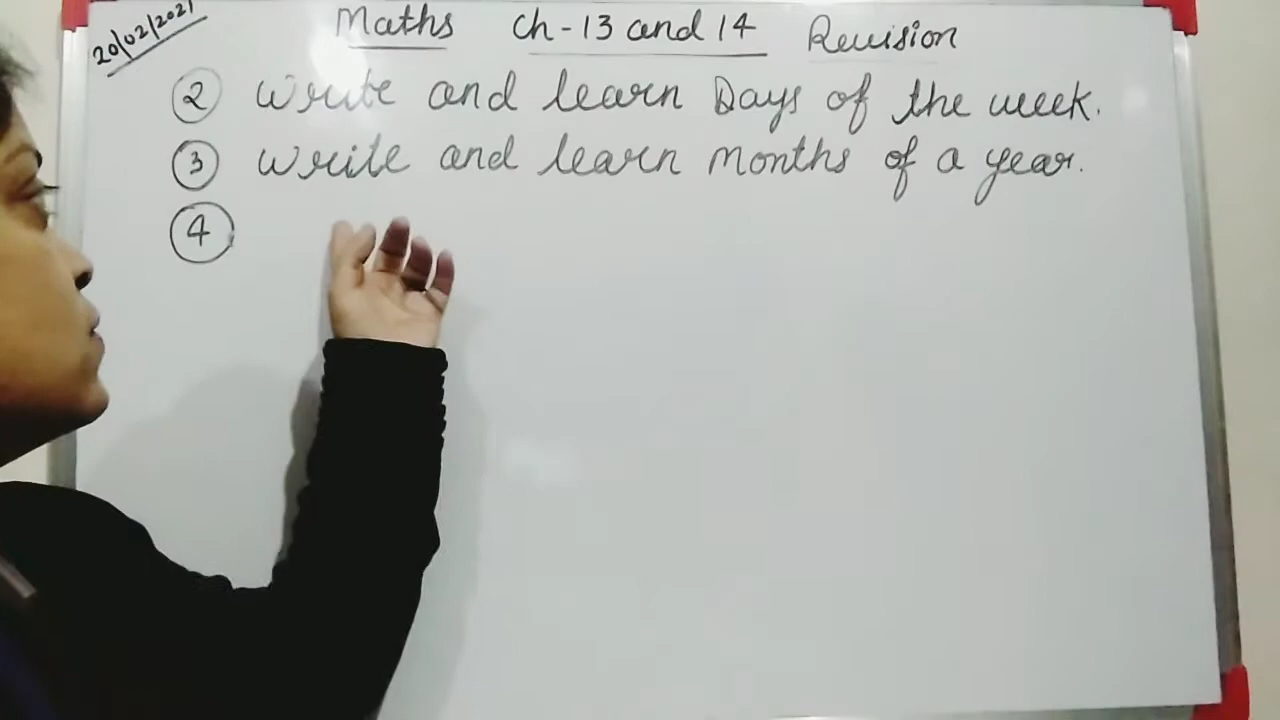 20/02/2021
Maths Ch-13 and 14 Revision
2 Write and learn Days of the week.
3 Write and learn months of a year.
4